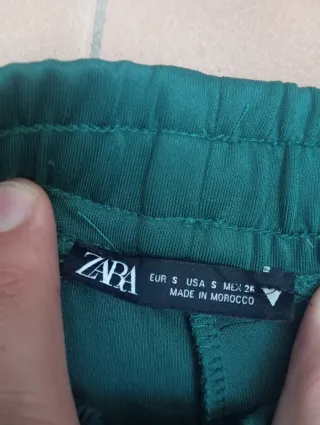 ZARA
EUR S USA S MEX 26
MADE IN MOROCCO